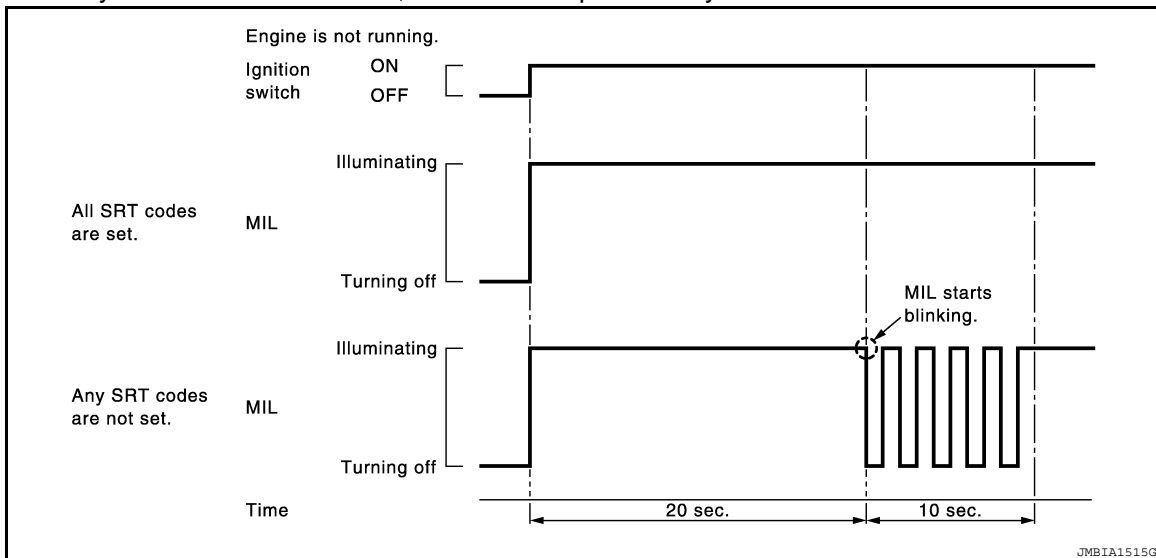 Engine is not running.
Ignition switch ON OFF
Illuminating
All SRT codes are set. MIL
Turning off
MIL starts blinking.
Illuminating
Any SRT codes are not set. MIL
Turning off
Time 20 sec. 10 sec.
JMBIA1515G